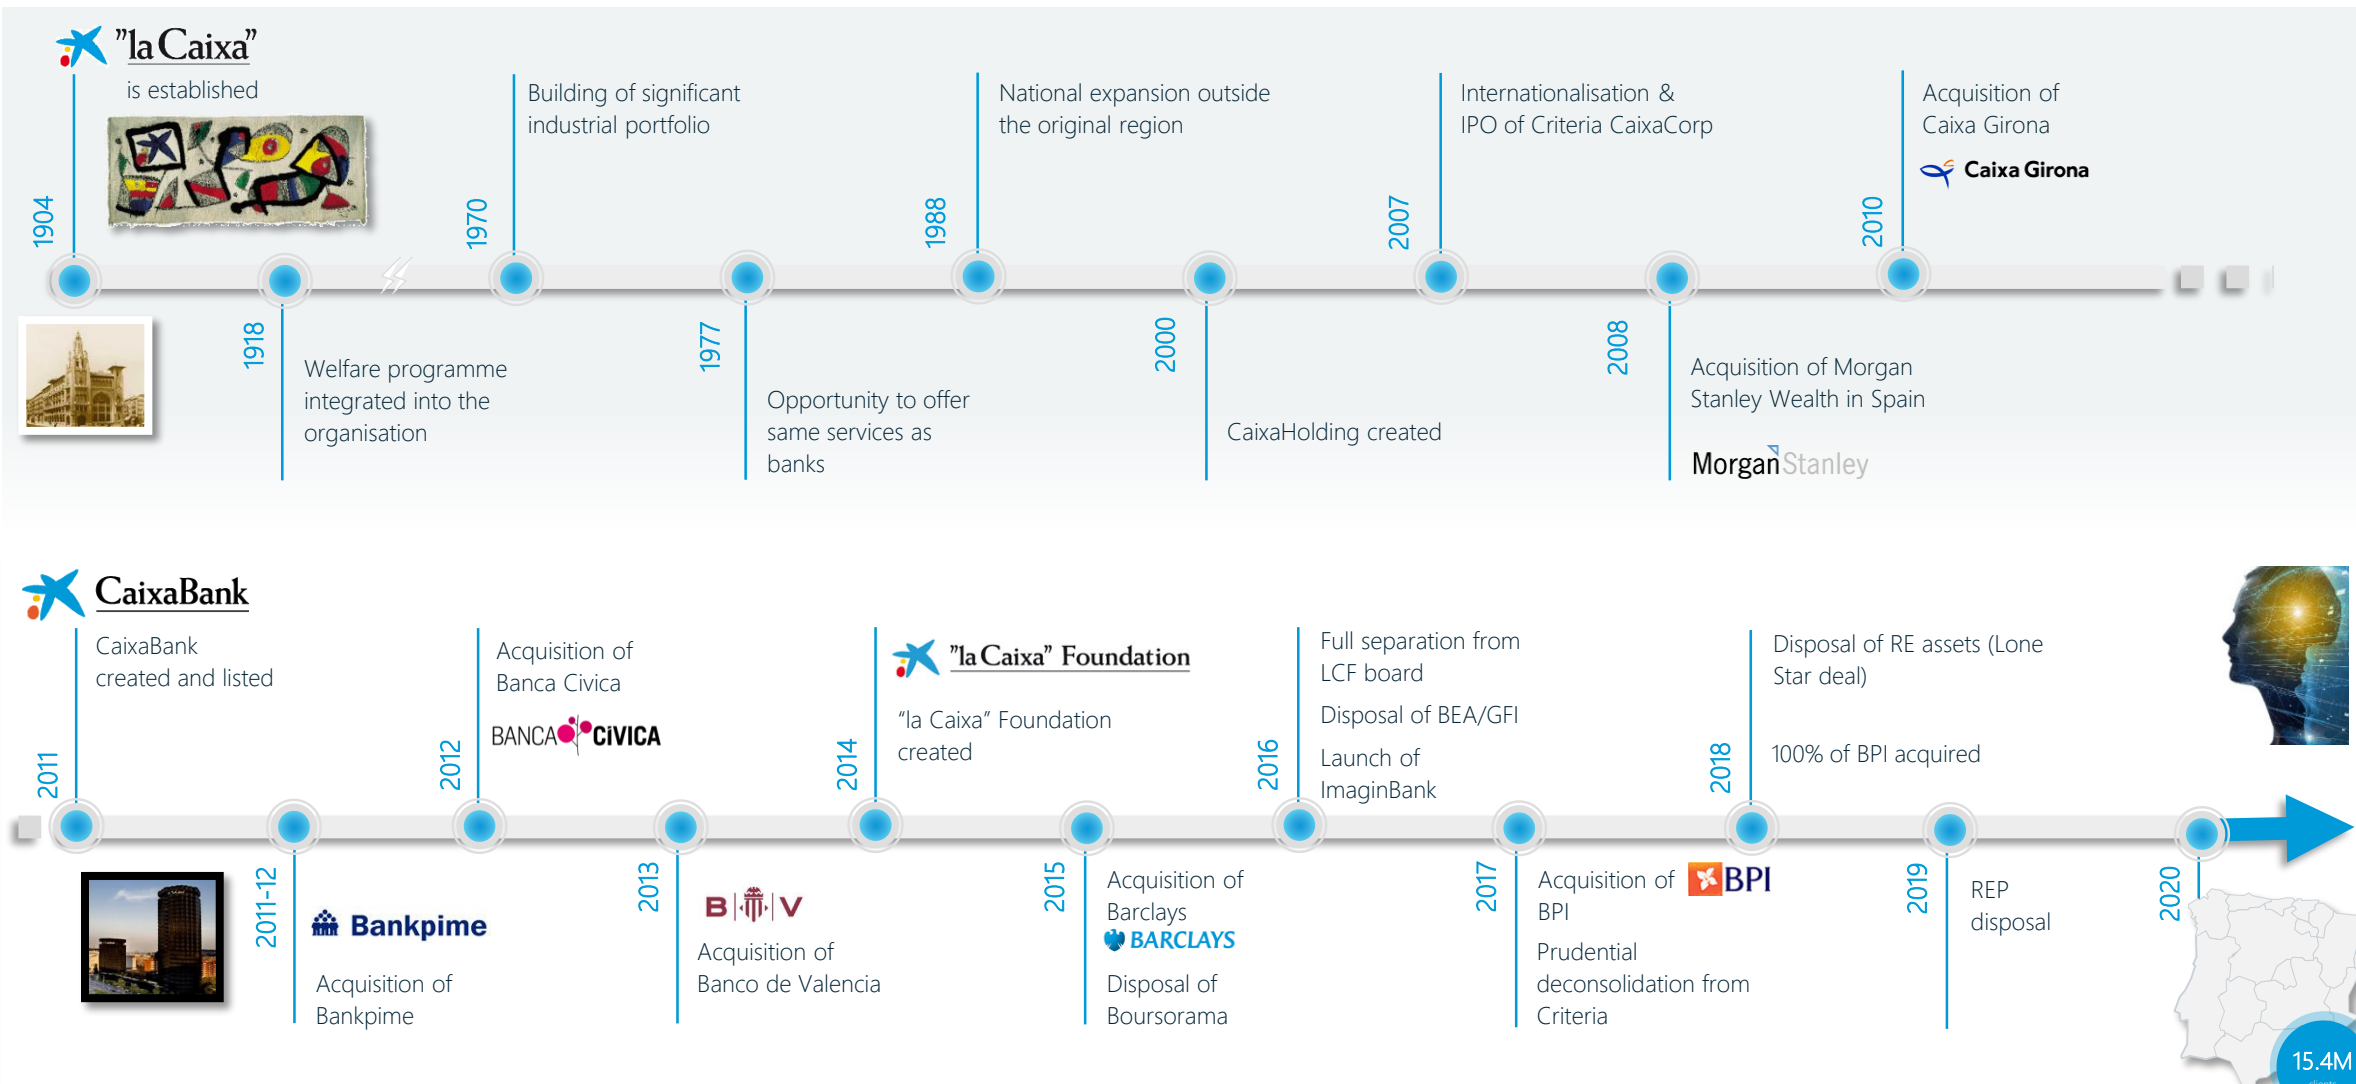 "la Caixa"
is established
1904
1918
Welfare programme
integrated into the
organisation
1970
Building of significant
industrial portfolio
1977
Opportunity to offer
same services as
banks
1988
National expansion outside
the original region
2000
CaixaHolding created
2007
Internationalisation &
IPO of Criteria CaixaCorp
2008
Acquisition of Morgan
Stanley Wealth in Spain
Morgan Stanley
2010
Acquisition of
Caixa Girona
Caixa Girona
CaixaBank
CaixaBank
created and listed
2011
2011-12
Bankpime
Acquisition of
Bankpime
2012
Acquisition of
Banca Civica
BANCA CíVICA
2013
B V
Acquisition of
Banco de Valencia
2014
"la Caixa" Foundation
“la Caixa” Foundation
created
2015
Acquisition of
Barclays
BARCLAYS
Disposal of
Boursorama
2016
Full separation from
LCF board
Disposal of BEA/GFI
Launch of
ImaginBank
2017
Acquisition of
BPI
BPI
Prudential
deconsolidation from
Criteria
2018
Disposal of RE assets (Lone
Star deal)
100% of BPI acquired
2019
REP
disposal
2020
15.4M